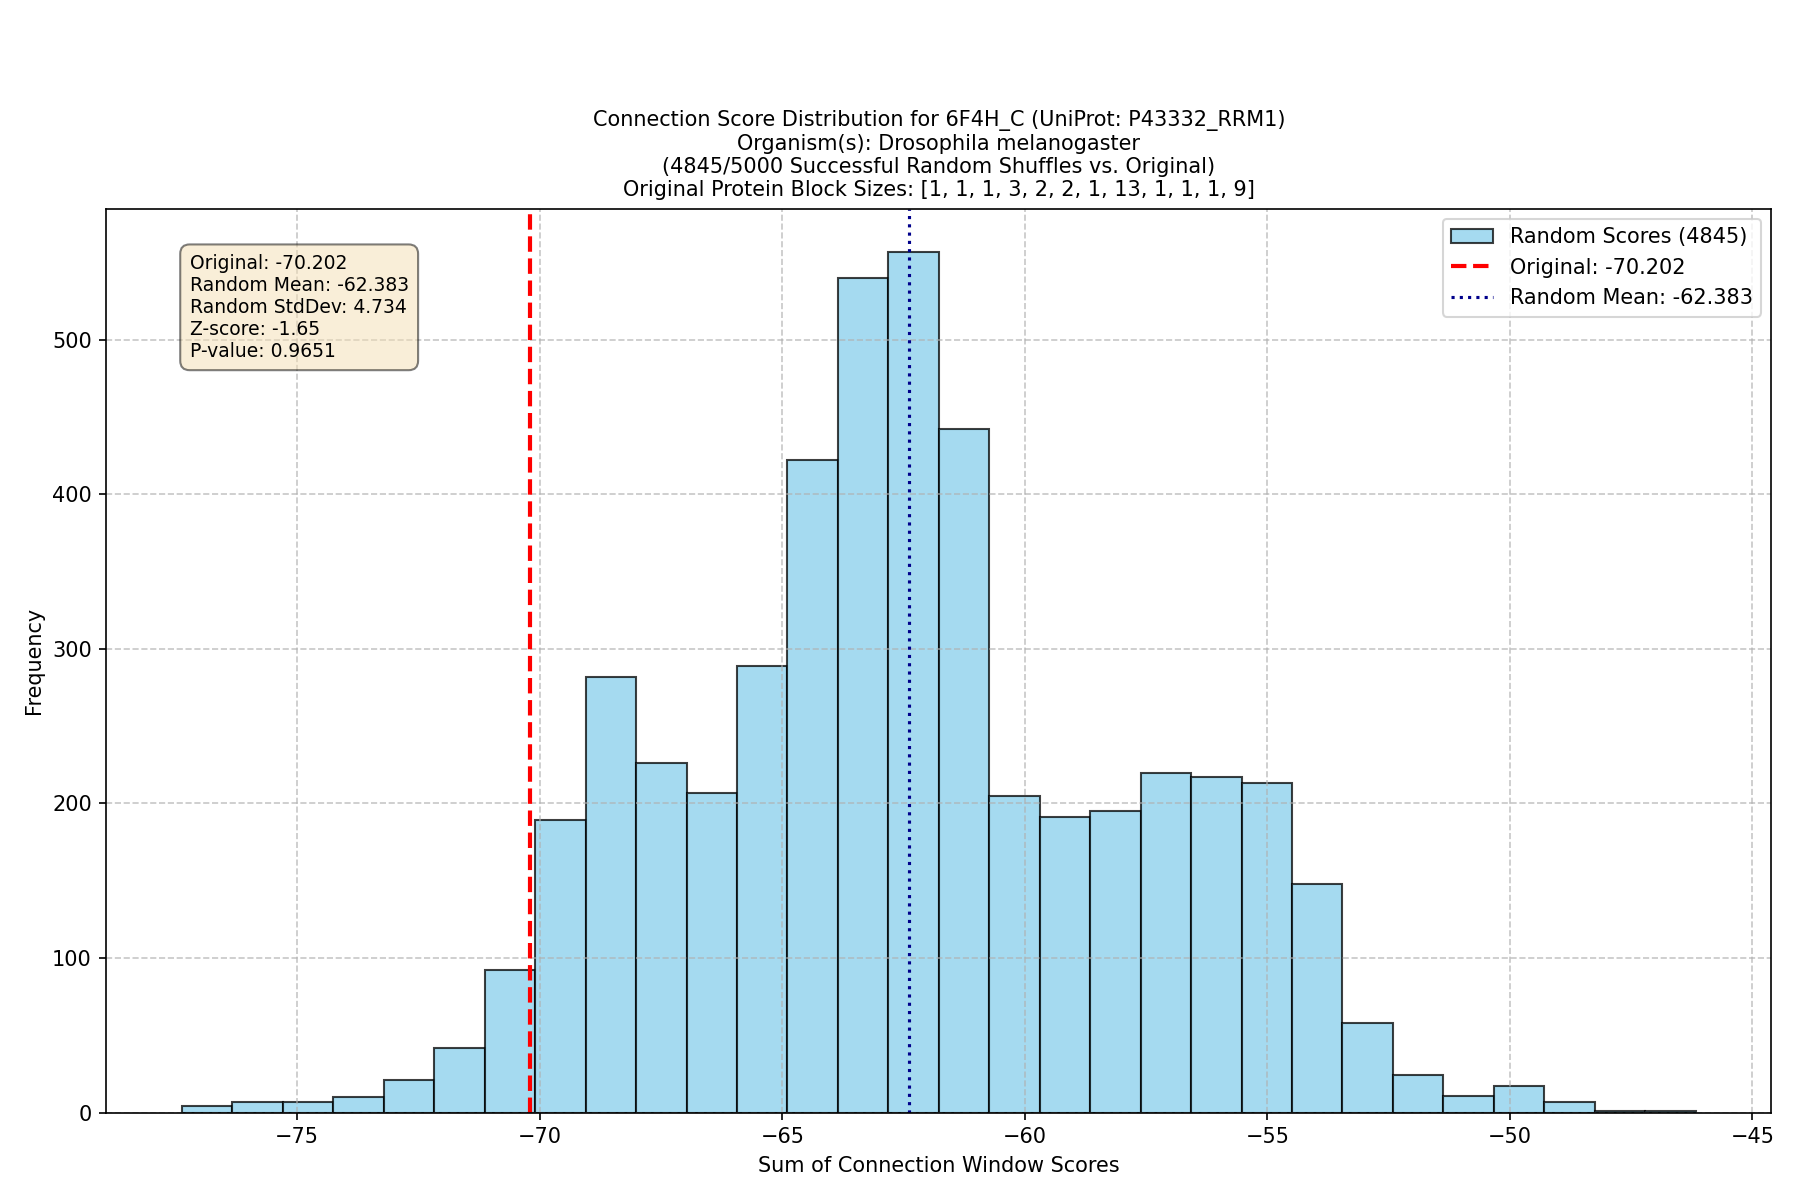 Connection Score Distribution for 6F4H_C (UniProt: P43332_RRM1)
Organism(s): Drosophila melanogaster
(4845/5000 Successful Random Shuffles vs. Original)
Original Protein Block Sizes: [1, 1, 1, 3, 2, 2, 1, 13, 1, 1, 1, 9]
Original: -70.202
Random Mean: -62.383
Random StdDev: 4.734
Z-score: -1.65
P-value: 0.9651
Random Scores (4845)
Original: -70.202
Random Mean: -62.383
Frequency
500
400
300
200
100
0
−75 −70 −65 −60 −55 −50 −45
Sum of Connection Window Scores